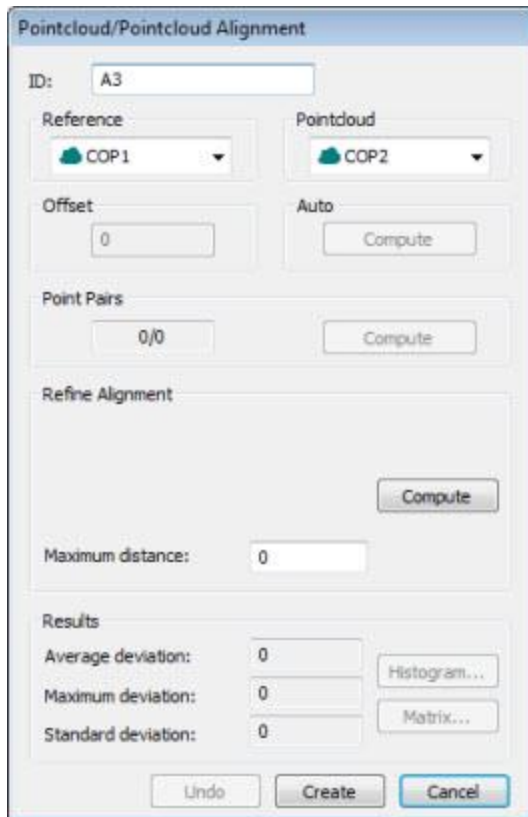 Pointcloud/Pointcloud Alignment
ID: A3
Reference Pointcloud
COP1 COP2
Offset Auto
0 Compute
Point Pairs
0/0 Compute
Refine Alignment
Compute
Maximum distance: 0
Results
Average deviation: 0
Histogram...
Maximum deviation: 0
Matrix...
Standard deviation: 0
Undo Create Cancel